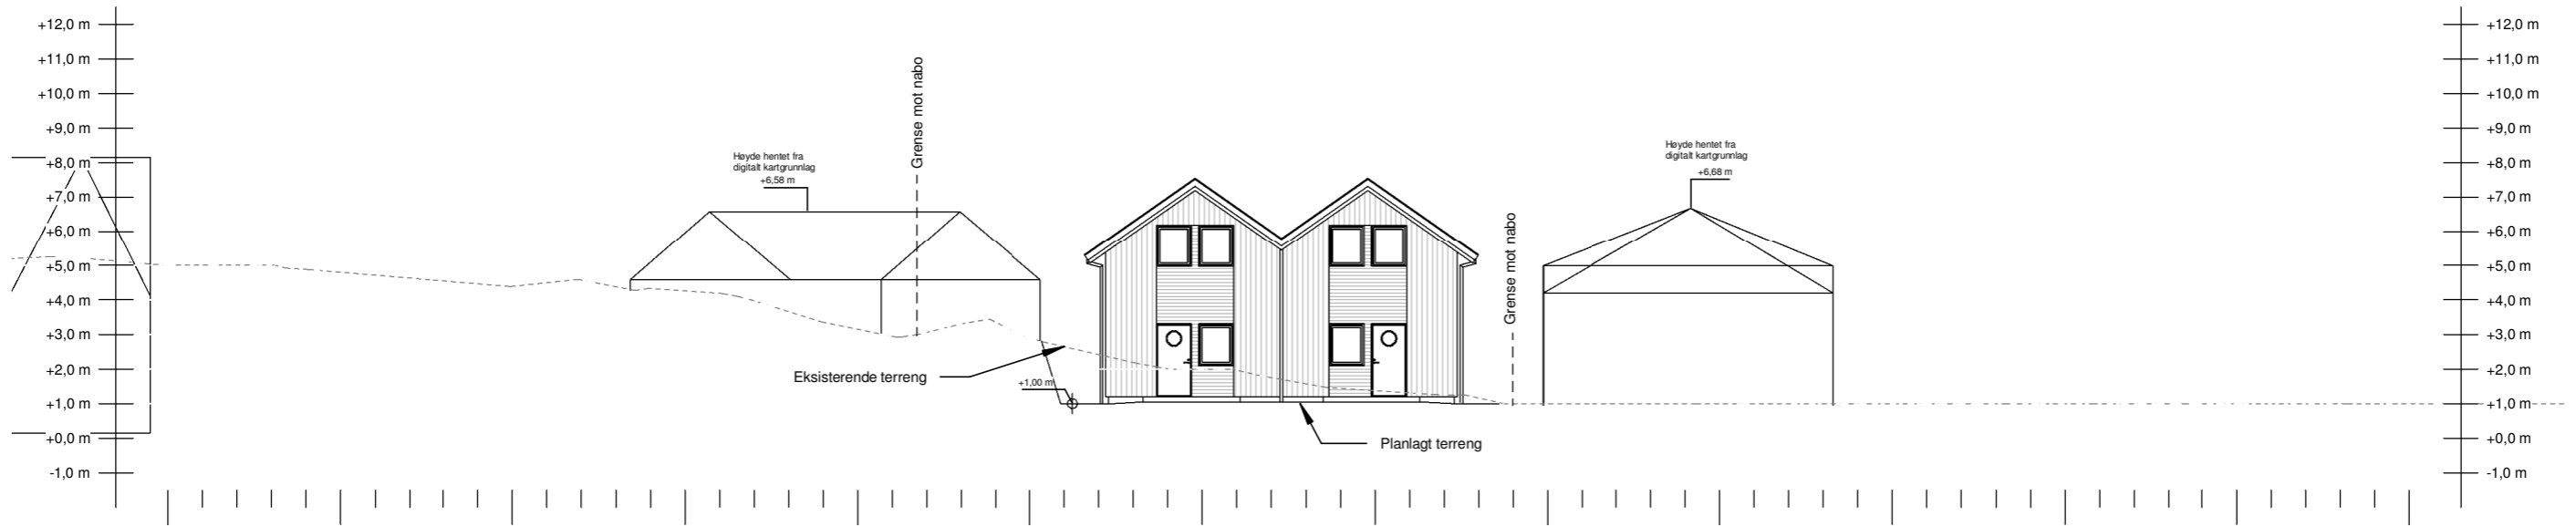 +12,0 m
+11,0 m
+10,0 m
+9,0 m
+8,0 m
+7,0 m
+6,0 m
+5,0 m
+4,0 m
+3,0 m
+2,0 m
+1,0 m
+0,0 m
-1,0 m
Høyde hentet fra
digitalt kartgrunnlag
+6,58 m
Grense mot nabo
Eksisterende terreng
+1,00 m
Planlagt terreng
Grense mot nabo
Høyde hentet fra
digitalt kartgrunnlag
+6,68 m
+12,0 m
+11,0 m
+10,0 m
+9,0 m
+8,0 m
+7,0 m
+6,0 m
+5,0 m
+4,0 m
+3,0 m
+2,0 m
+1,0 m
+0,0 m
-1,0 m